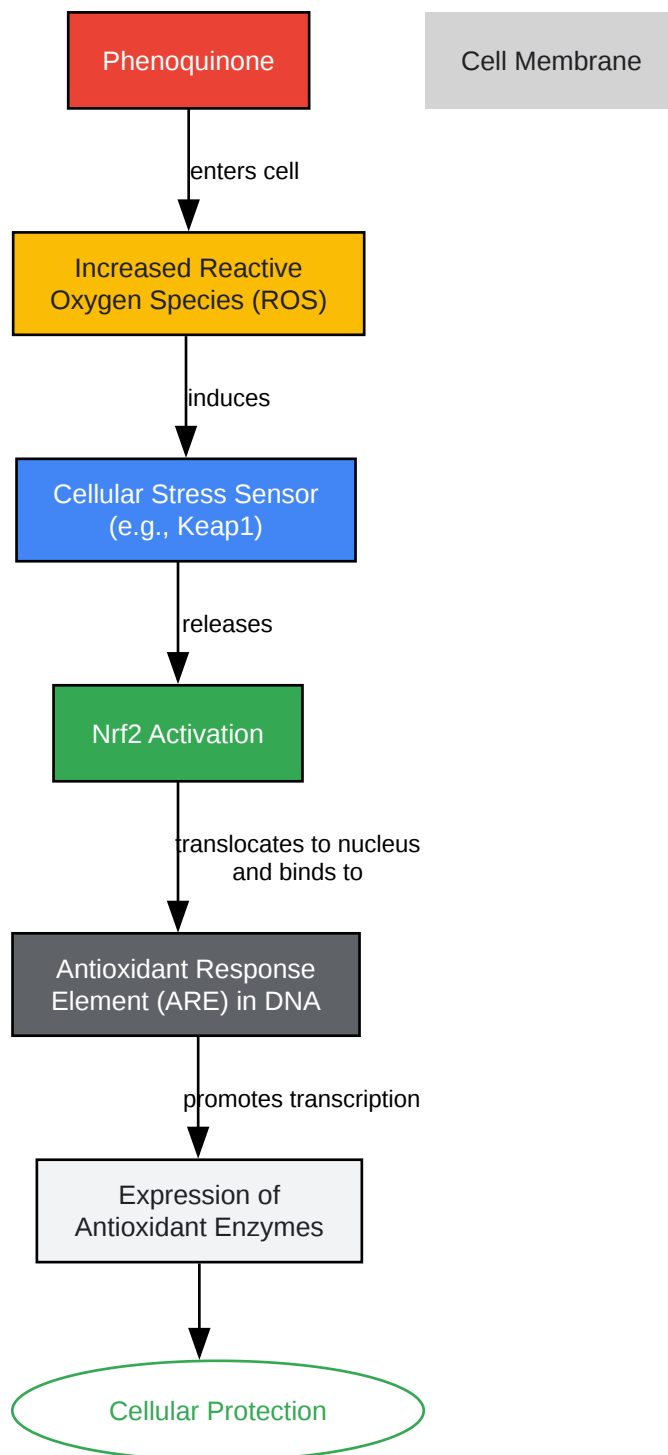 Phenoquinone
Cell Membrane
enters cell
Increased Reactive
Oxygen Species (ROS)
induces
Cellular Stress Sensor
(e.g., Keap1)
releases
Nrf2 Activation
translocates to nucleus
and binds to
Antioxidant Response
Element (ARE) in DNA
promotes transcription
Expression of
Antioxidant Enzymes
Cellular Protection